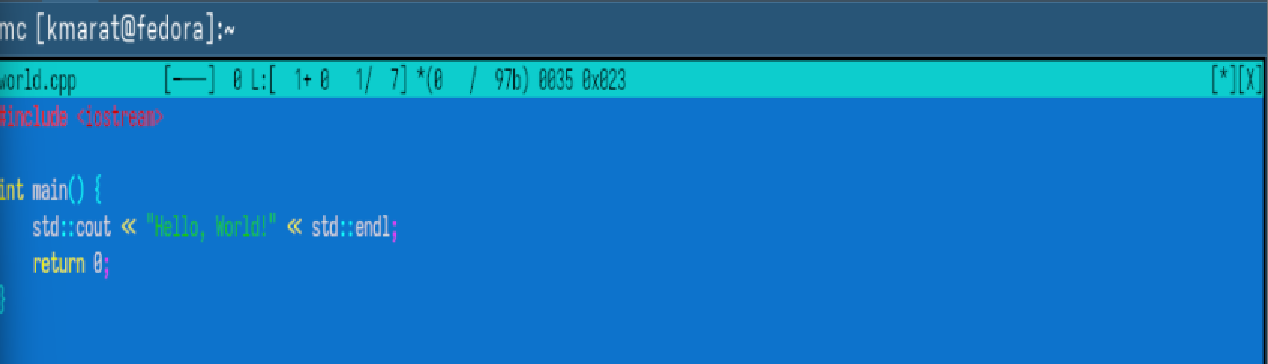 mc [kmarat@fedora]:~
world.cpp [----] 0 L:[ 1+ 0 1/ 7] *(0 / 97b) 0035 0x023 [*][X]
#include <iostream>
int main() {
    std::cout << "Hello, World!" << std::endl;
    return 0;
}